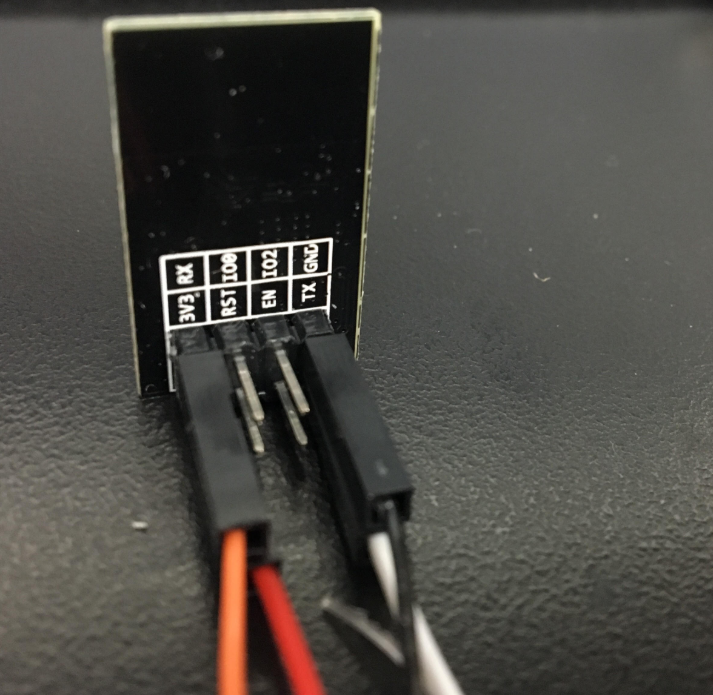 RX IO0 IO2 GND
3V3 RST EN TX